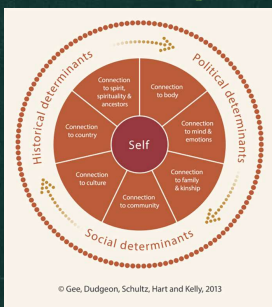 Historical determinants
Political determinants
Social determinants
Connection
to spirit,
spirituality &
ancestors
Connection
to body
Connection
to mind &
emotions
Connection
to family
& kinship
Connection
to community
Connection
to culture
Connection
to country
Self
© Gee, Dudgeon, Schultz, Hart and Kelly, 2013